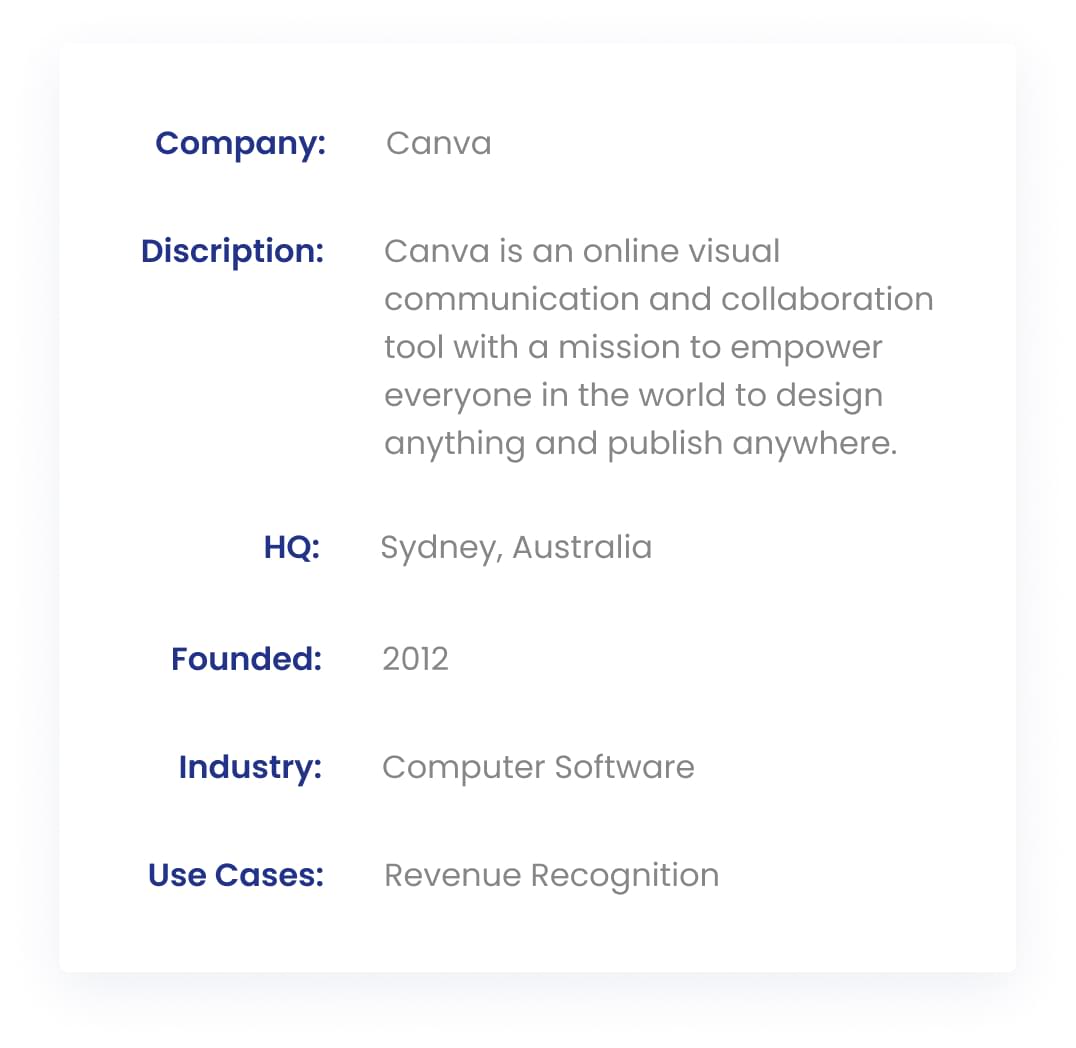 Company: Canva
Discription: Canva is an online visual
communication and collaboration
tool with a mission to empower
everyone in the world to design
anything and publish anywhere.
HQ: Sydney, Australia
Founded: 2012
Industry: Computer Software
Use Cases: Revenue Recognition